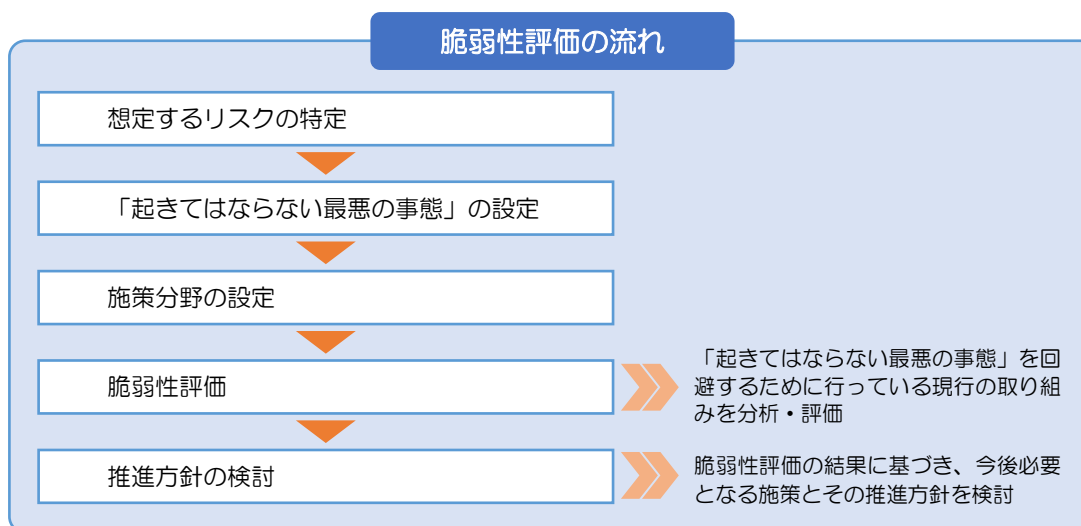 脆弱性評価の流れ
想定するリスクの特定
「起きてはならない最悪の事態」の設定
施策分野の設定
脆弱性評価
「起きてはならない最悪の事態」を回
避するために行っている現行の取り組
みを分析・評価
推進方針の検討
脆弱性評価の結果に基づき、今後必要
となる施策とその推進方針を検討